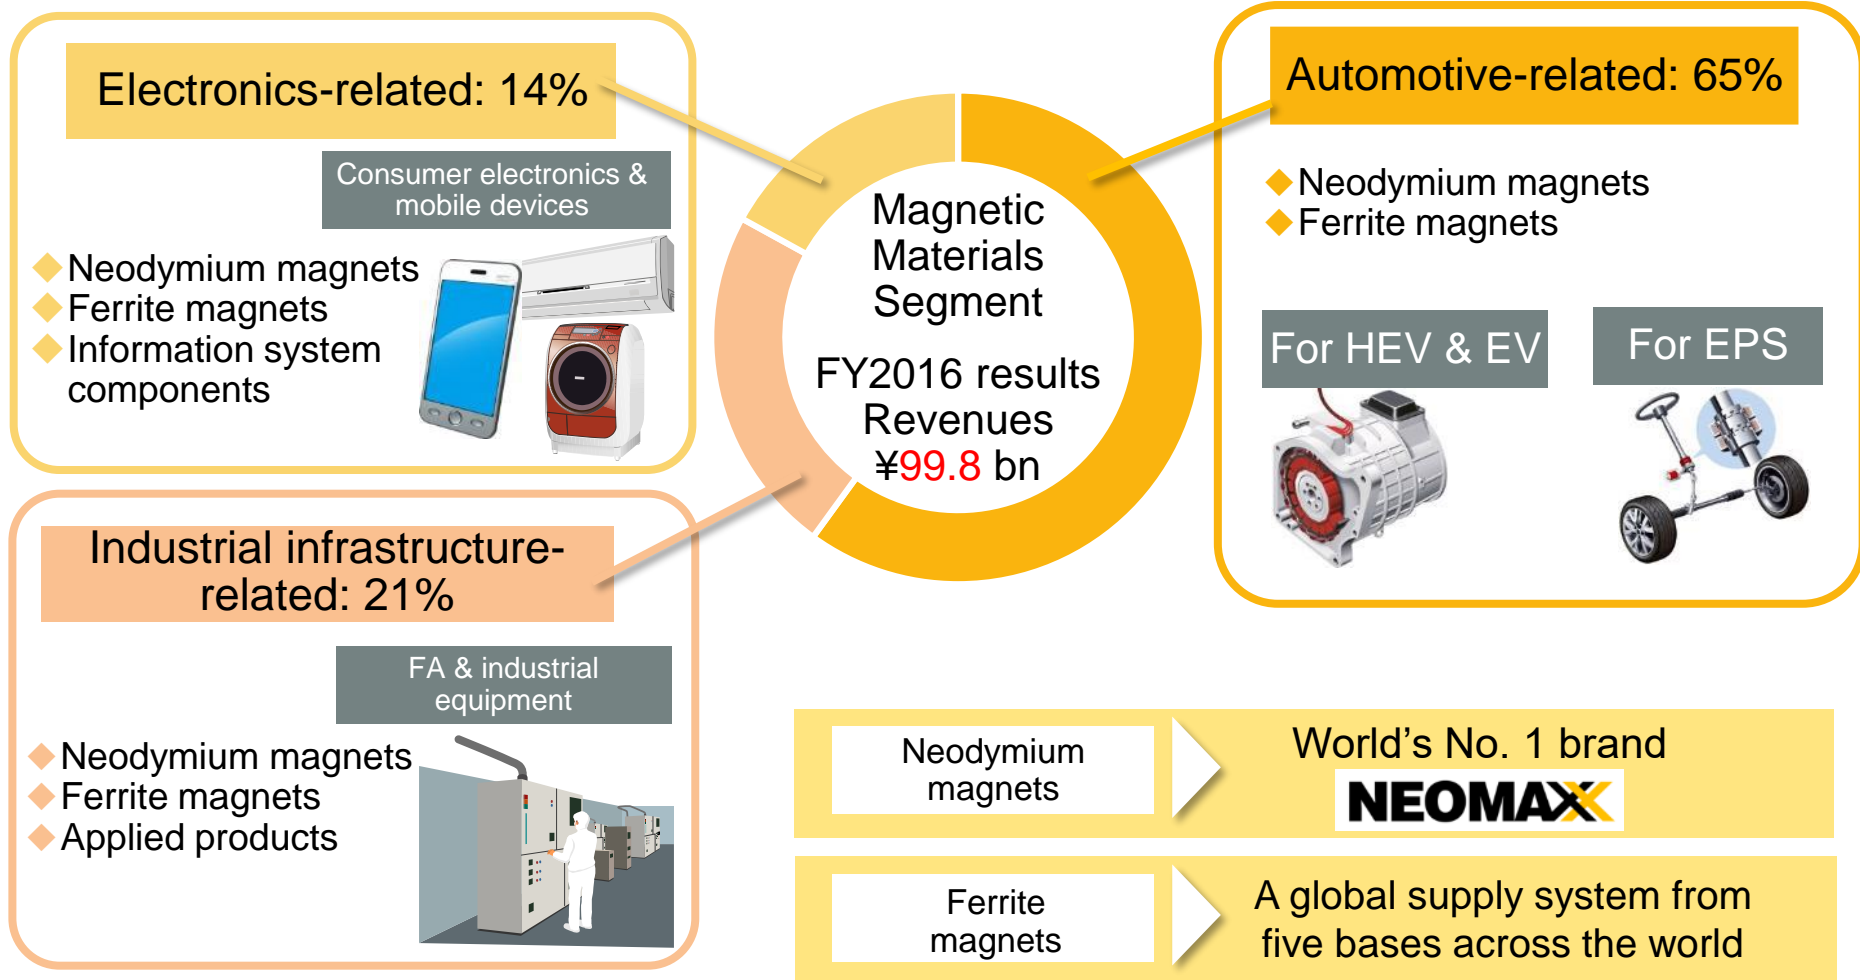 Electronics-related: 14%
Consumer electronics &
mobile devices
Neodymium magnets
Ferrite magnets
Information system
components
Industrial infrastructure-
related: 21%
FA & industrial
equipment
Neodymium magnets
Ferrite magnets
Applied products
Magnetic
Materials
Segment
FY2016 results
Revenues
¥99.8 bn
Automotive-related: 65%
Neodymium magnets
Ferrite magnets
For HEV & EV
For EPS
Neodymium
magnets
World’s No. 1 brand
NEOMAX
Ferrite
magnets
A global supply system from
five bases across the world